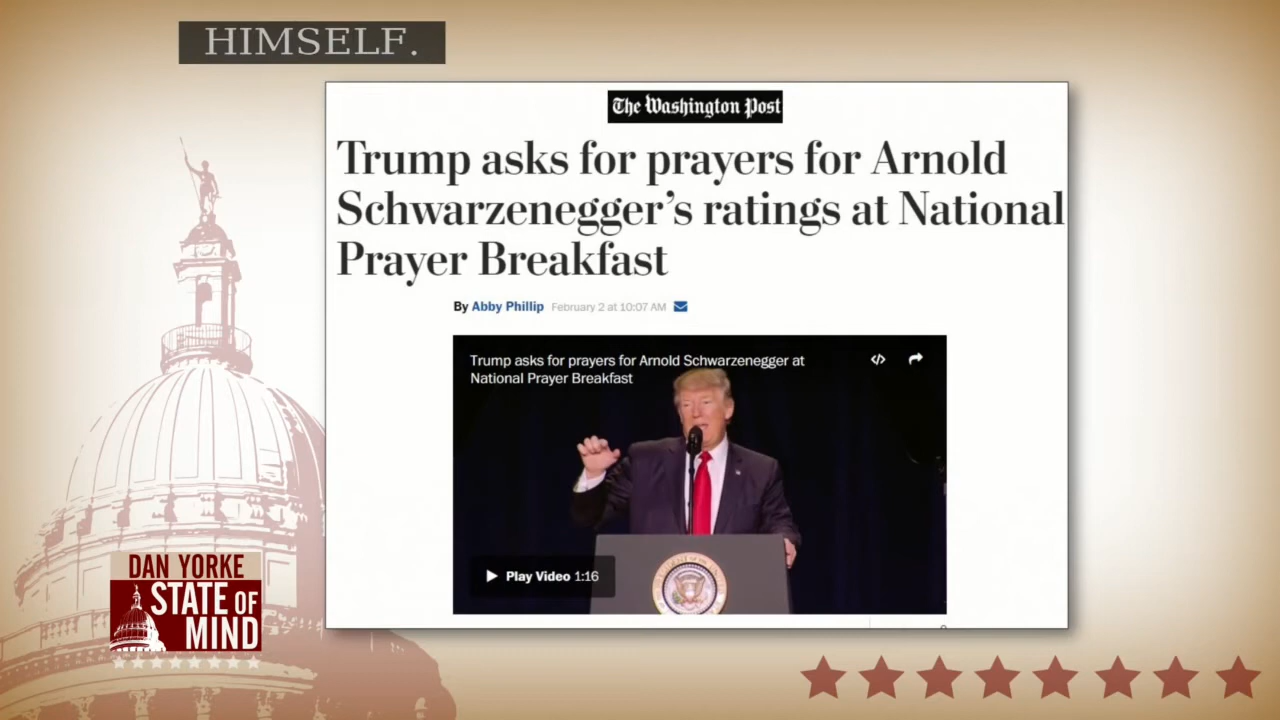 HIMSELF.
The Washington Post
Trump asks for prayers for Arnold
Schwarzenegger’s ratings at National
Prayer Breakfast
By Abby Phillip February 2 at 10:07 AM
Trump asks for prayers for Arnold Schwarzenegger at
National Prayer Breakfast
Play Video 1:16
DAN YORKE
STATE OF
MIND